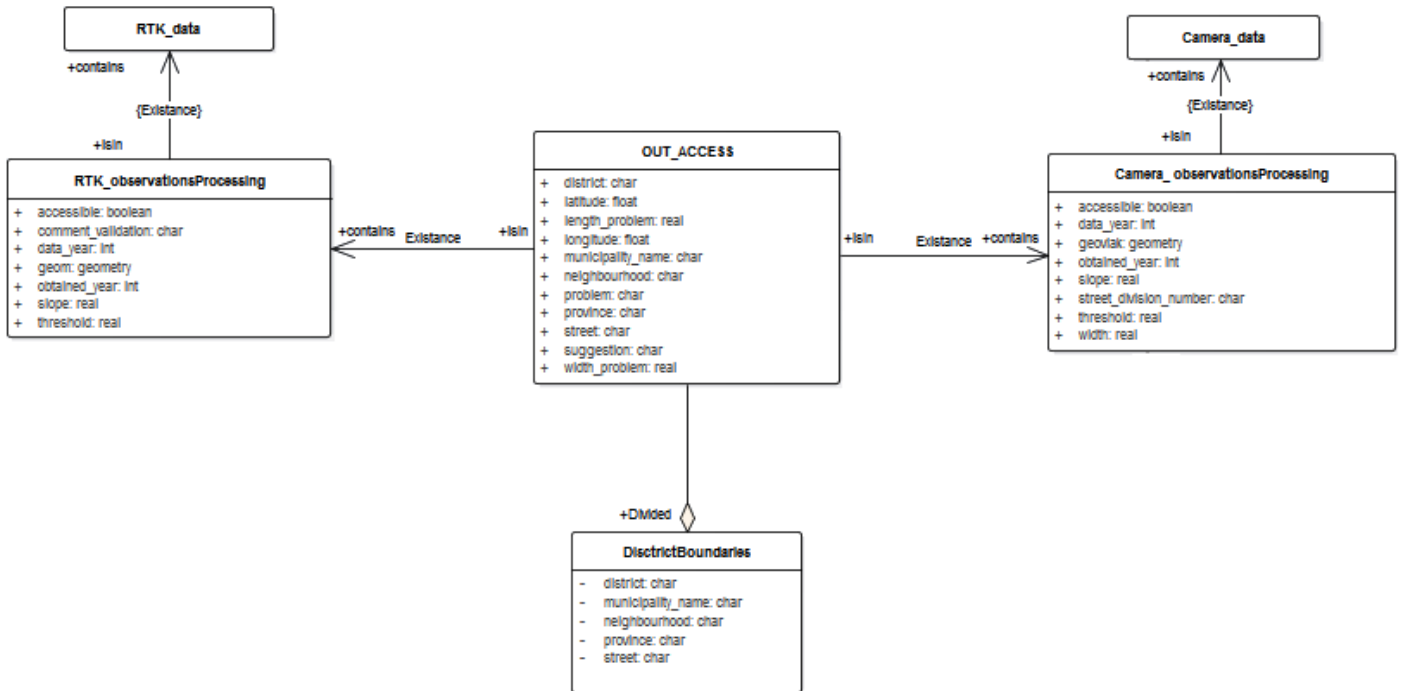 RTK_data
+contains
{Existance}
+isin
RTK_observationsProcessing
+ accessible: boolean
+ comment_validation: char
+ data_year: int
+ geom: geometry
+ obtained_year: int
+ slope: real
+ threshold: real
+contains Existance +isin
OUT_ACCESS
+ district: char
+ latitude: float
+ length_problem: real
+ longitude: float
+ municipality_name: char
+ neighbourhood: char
+ problem: char
+ province: char
+ street: char
+ suggestion: char
+ width_problem: real
+isin Existance +contains
Camera_data
+contains
{Existance}
+isin
Camera_ observationsProcessing
+ accessible: boolean
+ data_year: int
+ geovlak: geometry
+ obtained_year: int
+ slope: real
+ street_division_number: char
+ threshold: real
+ width: real
+Divided
DisctrictBoundaries
- district: char
- municipality_name: char
- neighbourhood: char
- province: char
- street: char